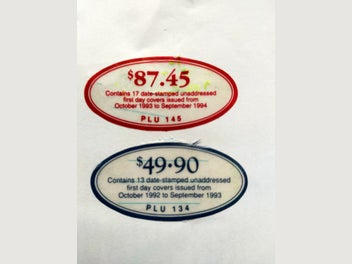 $87.45
Contains 17 date-stamped unaddressed
first day covers issued from
October 1993 to September 1994
PLU 145
$49·90
Contains 13 date-stamped unaddressed
first day covers issued from
October 1992 to September 1993
PLU 134